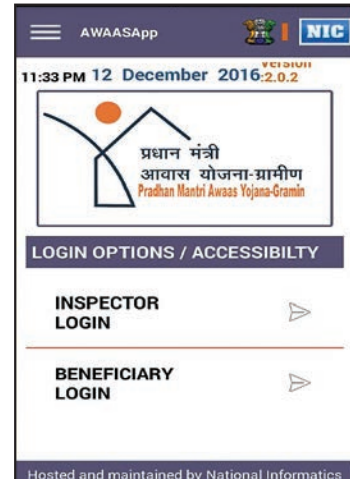 AWAASApp
NIC
Version
11:33 PM 12 December 2016:2.0.2
प्रधान मंत्री
आवास योजना-ग्रामीण
Pradhan Mantri Awaas Yojana-Gramin
LOGIN OPTIONS / ACCESSIBILTY
INSPECTOR
LOGIN
BENEFICIARY
LOGIN
Hosted and maintained by National Informatics